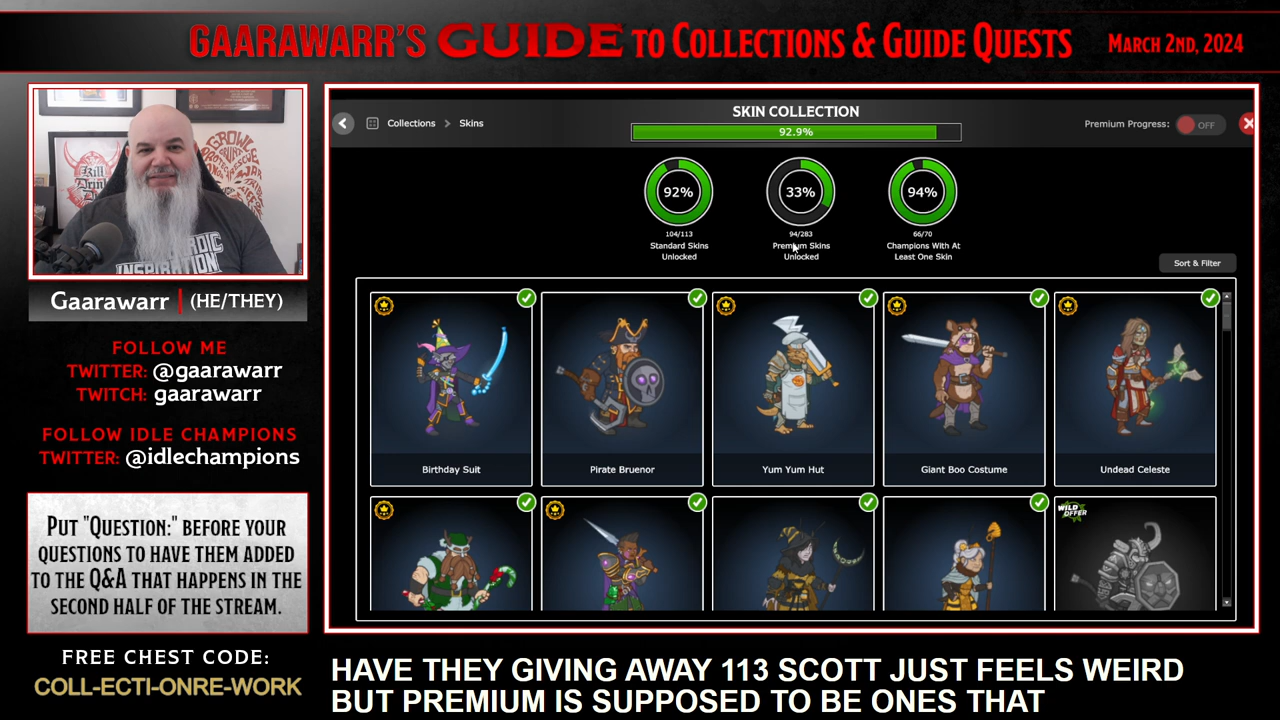 GAARAWARR'S GUIDE TO COLLECTIONS & GUIDE QUESTS
MARCH 2ND, 2024
Gaarawarr | (HE/THEY)
FOLLOW ME
TWITTER: @gaarawarr
TWITCH: gaarawarr
FOLLOW IDLE CHAMPIONS
TWITTER: @idlechampions
PUT "QUESTION:" BEFORE YOUR
QUESTIONS TO HAVE THEM ADDED
TO THE Q&A THAT HAPPENS IN THE
SECOND HALF OF THE STREAM.
FREE CHEST CODE:
COLL-ECTI-ONRE-WORK
Collections > Skins
SKIN COLLECTION
92.9%
Premium Progress: OFF
92%
104/113
Standard Skins
Unlocked
33%
94/283
Premium Skins
Unlocked
94%
66/70
Champions With At
Least One Skin
Sort & Filter
Birthday Suit
Pirate Bruenor
Yum Yum Hut
Giant Boo Costume
Undead Celeste
WILD
OFFER
HAVE THEY GIVING AWAY 113 SCOTT JUST FEELS WEIRD
BUT PREMIUM IS SUPPOSED TO BE ONES THAT